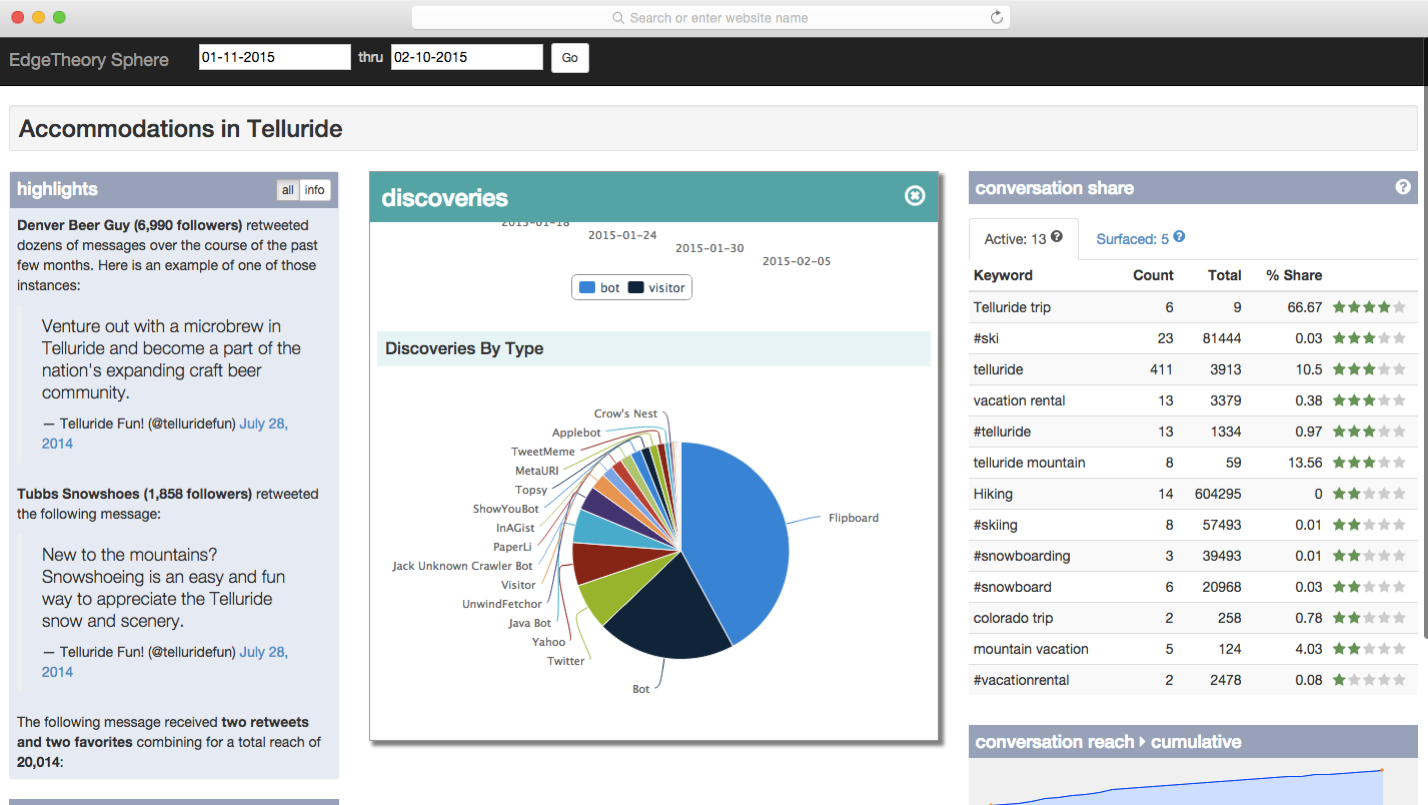 Search or enter website name
EdgeTheory Sphere
01-11-2015 thru 02-10-2015 Go
Accommodations in Telluride
highlights
all info
Denver Beer Guy (6,990 followers) retweeted
dozens of messages over the course of the past
few months. Here is an example of one of those
instances:
Venture out with a microbrew in
Telluride and become a part of the
nation's expanding craft beer
community.
— Telluride Fun! (@telluridefun) July 28,
2014
Tubbs Snowshoes (1,858 followers) retweeted
the following message:
New to the mountains?
Snowshoeing is an easy and fun
way to appreciate the Telluride
snow and scenery.
— Telluride Fun! (@telluridefun) July 28,
2014
The following message received two retweets
and two favorites combining for a total reach of
20,014:
discoveries
2015-01-18
2015-01-24
2015-01-30
2015-02-05
bot visitor
Discoveries By Type
Crow's Nest
Applebot
TweetMeme
MetaURI
Topsy
ShowYouBot
InAGist
PaperLi
Jack Unknown Crawler Bot
Visitor
UnwindFetchor
Java Bot
Yahoo
Twitter
Bot
Flipboard
conversation share ?
Active: 13 ? Surfaced: 5 ?
Keyword Count Total % Share
Telluride trip 6 9 66.67
#ski 23 81444 0.03
telluride 411 3913 10.5
vacation rental 13 3379 0.38
#telluride 13 1334 0.97
telluride mountain 8 59 13.56
Hiking 14 604295 0
#skiing 8 57493 0.01
#snowboarding 3 39493 0.01
#snowboard 6 20968 0.03
colorado trip 2 258 0.78
mountain vacation 5 124 4.03
#vacationrental 2 2478 0.08
conversation reach cumulative